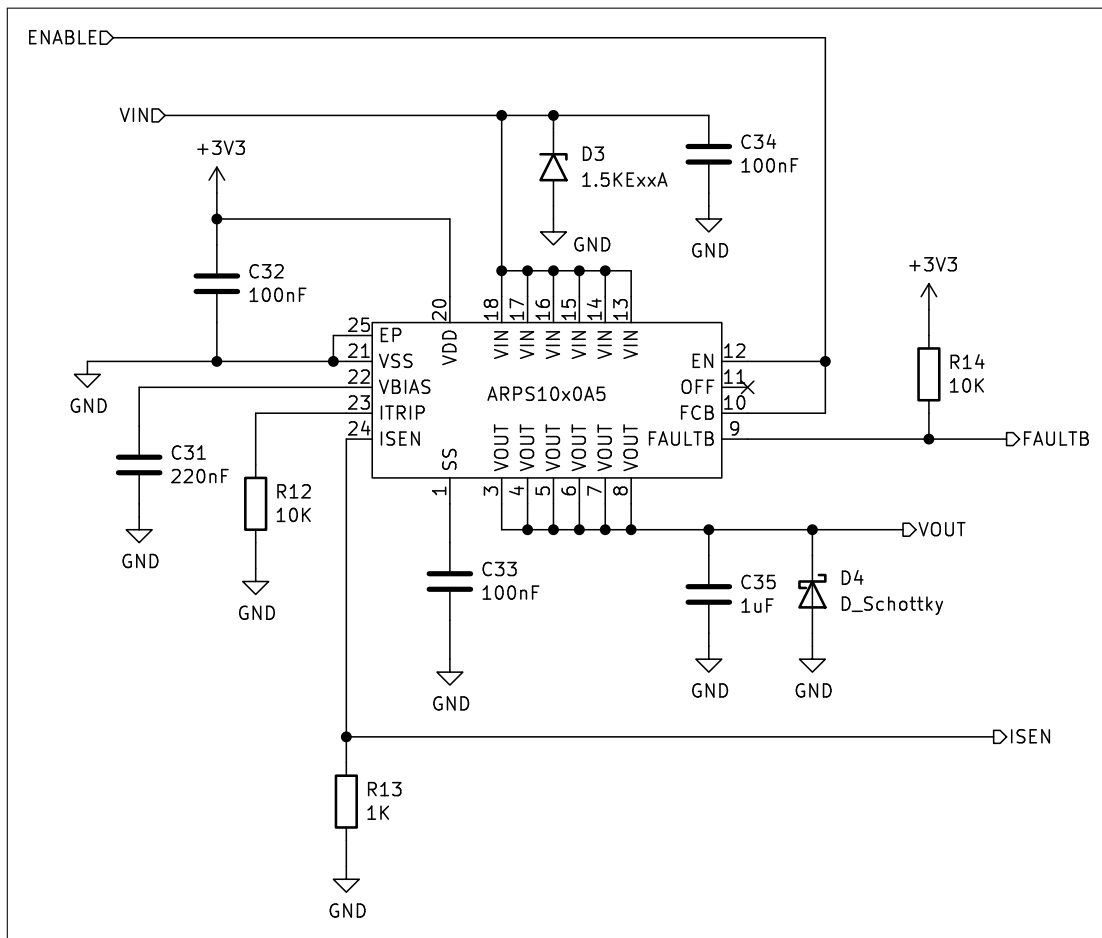 ENABLE
VIN
+3V3
C34
100nF
D3
1.5KExxA
GND
GND
C32
100nF
+3V3
20
18
17
16
15
14
13
25
EP
VDD
VIN
VIN
VIN
VIN
VIN
VIN
21
VSS
EN
12
R14
10K
GND
22
VBIAS
ARPS10x0A5
OFF
11
23
ITRIP
FCB
10
24
ISEN
FAULTB
9
FAULTB
C31
220nF
SS
VOUT
VOUT
VOUT
VOUT
VOUT
VOUT
1
3
4
5
6
7
8
R12
10K
VOUT
GND
GND
C33
100nF
C35
1uF
D4
D_Schottky
GND
GND
GND
ISEN
R13
1K
GND